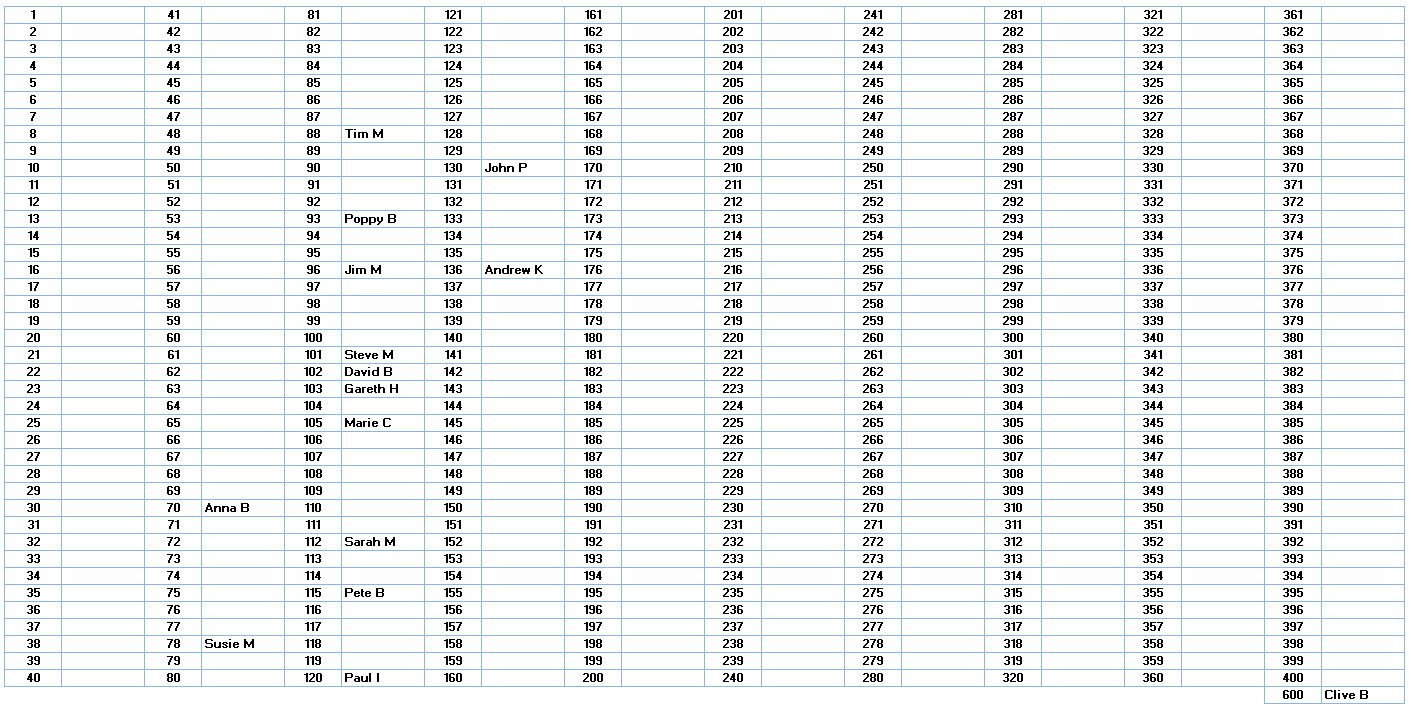 1 41 81 121 161 201 241 281 321 361
2 42 82 122 162 202 242 282 322 362
3 43 83 123 163 203 243 283 323 363
4 44 84 124 164 204 244 284 324 364
5 45 85 125 165 205 245 285 325 365
6 46 86 126 166 206 246 286 326 366
7 47 87 127 167 207 247 287 327 367
8 48 88 Tim M 128 168 208 248 288 328 368
9 49 89 129 169 209 249 289 329 369
10 50 90 130 John P 170 210 250 290 330 370
11 51 91 131 171 211 251 291 331 371
12 52 92 132 172 212 252 292 332 372
13 53 93 Poppy B 133 173 213 253 293 333 373
14 54 94 134 174 214 254 294 334 374
15 55 95 135 175 215 255 295 335 375
16 56 96 Jim M 136 Andrew K 176 216 256 296 336 376
17 57 97 137 177 217 257 297 337 377
18 58 98 138 178 218 258 298 338 378
19 59 99 139 179 219 259 299 339 379
20 60 100 140 180 220 260 300 340 380
21 61 101 Steve M 141 181 221 261 301 341 381
22 62 102 David B 142 182 222 262 302 342 382
23 63 103 Gareth H 143 183 223 263 303 343 383
24 64 104 144 184 224 264 304 344 384
25 65 105 Marie C 145 185 225 265 305 345 385
26 66 106 146 186 226 266 306 346 386
27 67 107 147 187 227 267 307 347 387
28 68 108 148 188 228 268 308 348 388
29 69 109 149 189 229 269 309 349 389
30 70 Anna B 110 150 190 230 270 310 350 390
31 71 111 151 191 231 271 311 351 391
32 72 112 Sarah M 152 192 232 272 312 352 392
33 73 113 153 193 233 273 313 353 393
34 74 114 154 194 234 274 314 354 394
35 75 115 Pete B 155 195 235 275 315 355 395
36 76 116 156 196 236 276 316 356 396
37 77 117 157 197 237 277 317 357 397
38 78 Susie M 118 158 198 238 278 318 358 398
39 79 119 159 199 239 279 319 359 399
40 80 120 Paul I 160 200 240 280 320 360 400
600 Clive B